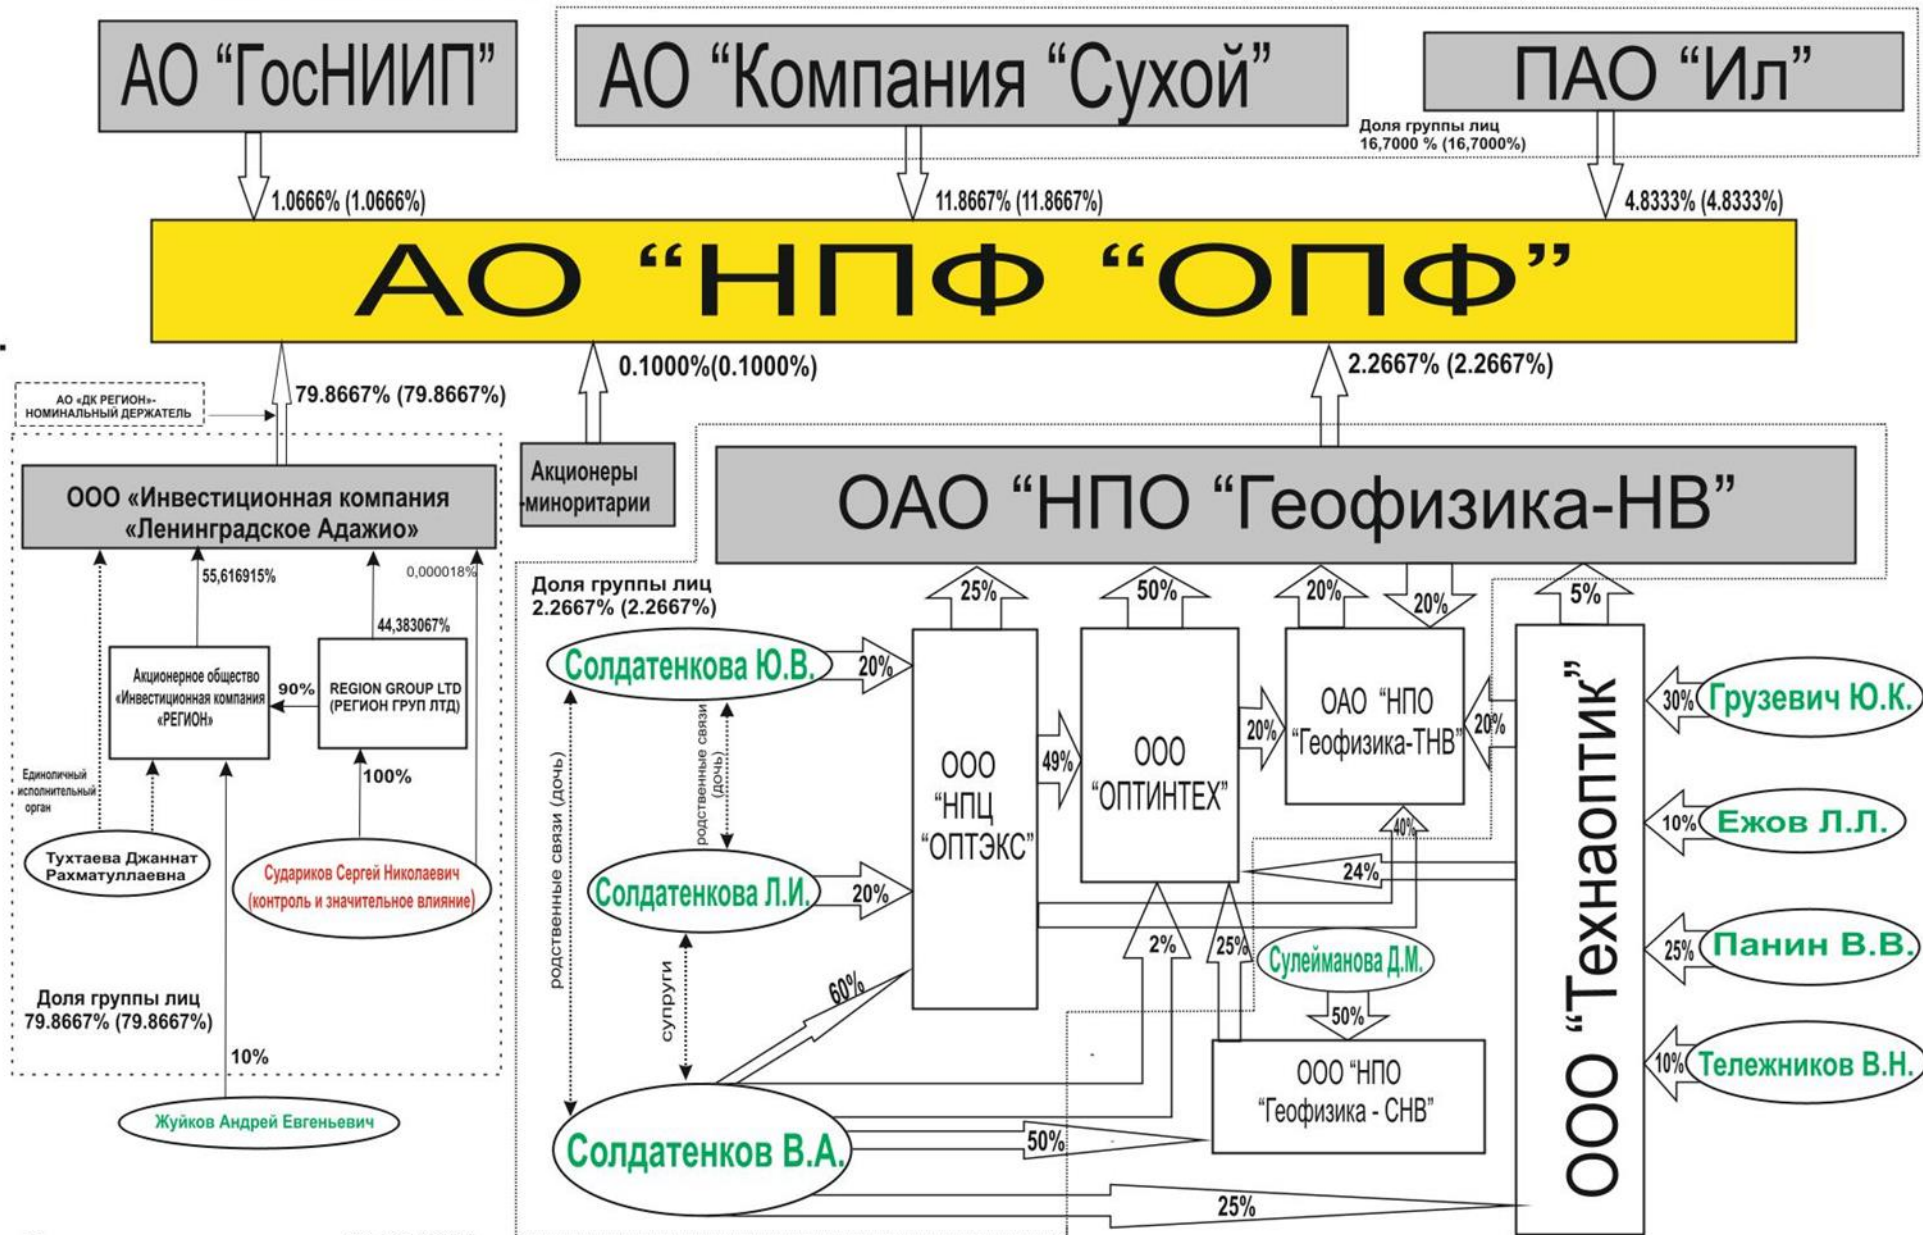 АО “ГосНИИП”
АО “Компания “Сухой”
ПАО “Ил”
Доля группы лиц
16,7000 % (16,7000%)
1.0666% (1.0666%)
11.8667% (11.8667%)
4.8333% (4.8333%)
АО “НПФ “ОПФ”
79.8667% (79.8667%)
0.1000%(0.1000%)
2.2667% (2.2667%)
АО «ДК РЕГИОН»-
НОМИНАЛЬНЫЙ ДЕРЖАТЕЛЬ
ООО «Инвестиционная компания
«Ленинградское Адажио»
Акционеры
-миноритарии
ОАО “НПО “Геофизика-НВ”
55,616915%
0,000018%
44,383067%
Акционерное общество
«Инвестиционная компания
«РЕГИОН»
90%
REGION GROUP LTD
(РЕГИОН ГРУП ЛТД)
100%
Единоличный
исполнительный
орган
Тухтаева Джаннат
Рахматуллаевна
Судариков Сергей Николаевич
(контроль и значительное влияние)
Доля группы лиц
79.8667% (79.8667%)
10%
Жуйков Андрей Евгеньевич
Доля группы лиц
2.2667% (2.2667%)
25%
50%
20%
20%
5%
Солдатенкова Ю.В.
20%
родственные связи (дочь)
родственные связи
(дочь)
Солдатенкова Л.И.
20%
супруги
60%
Солдатенков В.А.
ООО
“НПЦ
“ОПТЭКС”
49%
ООО
“ОПТИНТЕХ”
20%
ОАО “НПО
“Геофизика-ТНВ”
20%
40%
24%
2%
25%
Сулейманова Д.М.
50%
ООО “НПО
“Геофизика - СНВ”
50%
25%
ООО “Технаоптик”
30%
Грузевич Ю.К.
10%
Ежов Л.Л.
25%
Панин В.В.
10%
Тележников В.Н.